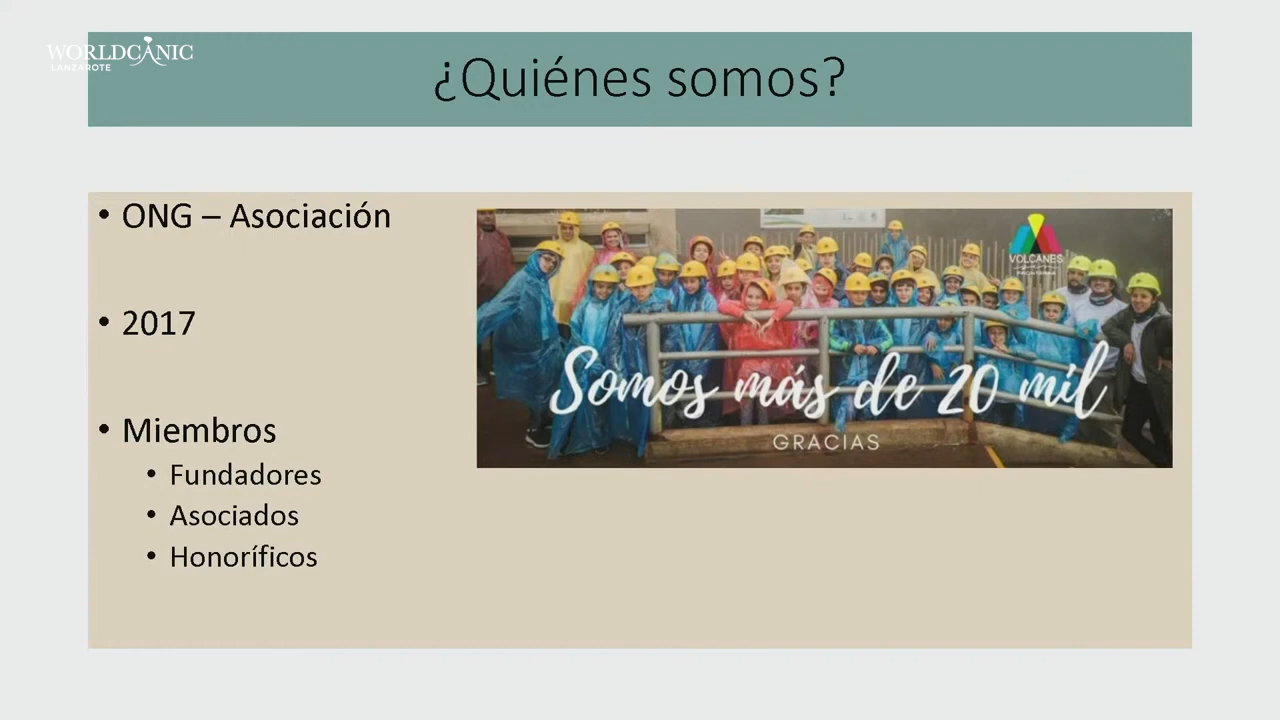 WORLDCANIC
LANZAROTE
¿Quiénes somos?
• ONG – Asociación
• 2017
• Miembros
• Fundadores
• Asociados
• Honoríficos
VOLCANES
Somos más de 20 mil
GRACIAS